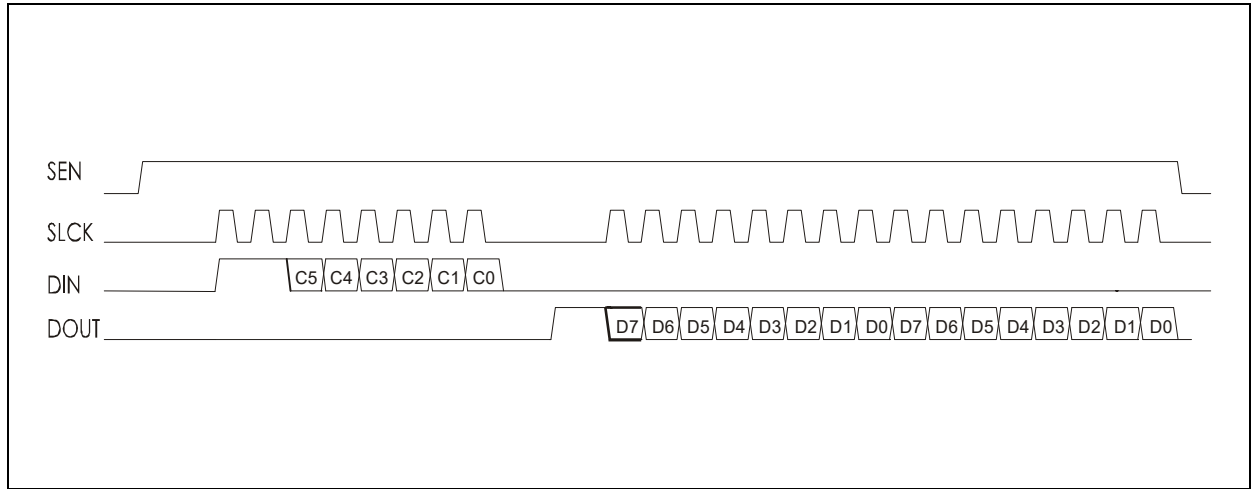 SEN
SLCK
DIN C5 C4 C3 C2 C1 C0
DOUT D7 D6 D5 D4 D3 D2 D1 D0 D7 D6 D5 D4 D3 D2 D1 D0